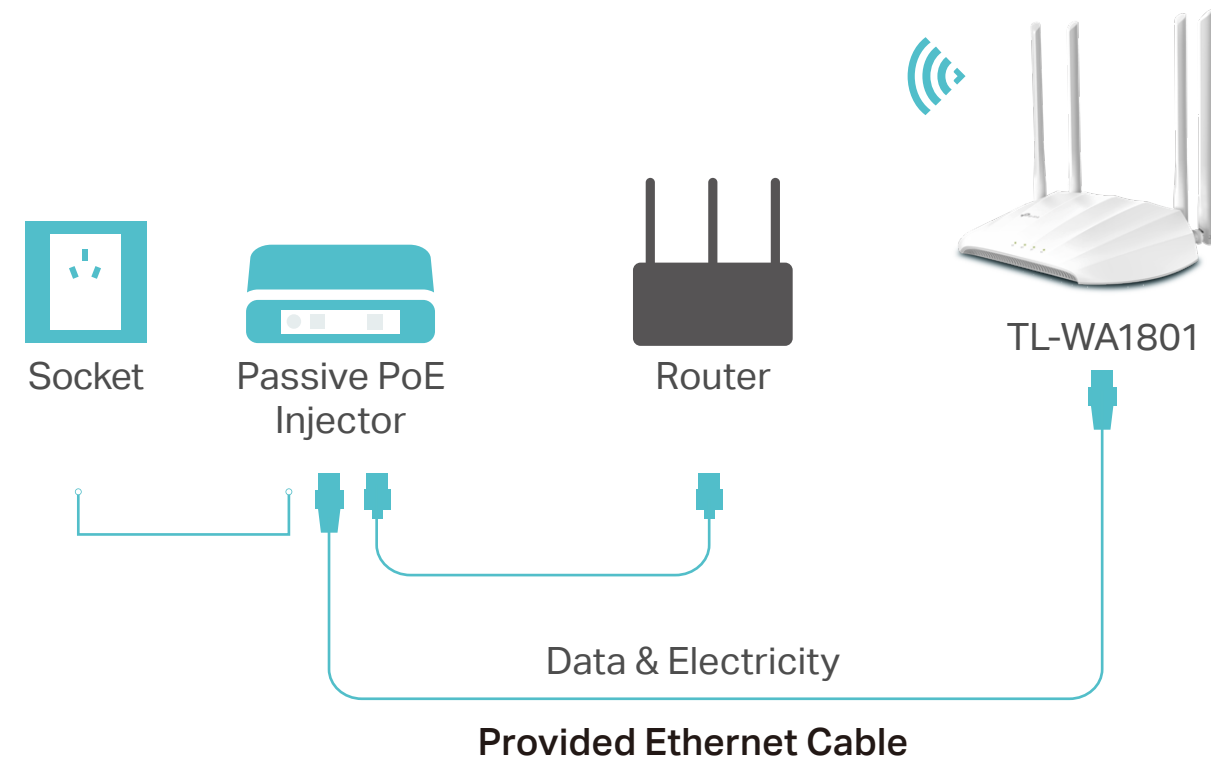 Socket
Passive PoE
Injector
Router
TL-WA1801
Data & Electricity
Provided Ethernet Cable